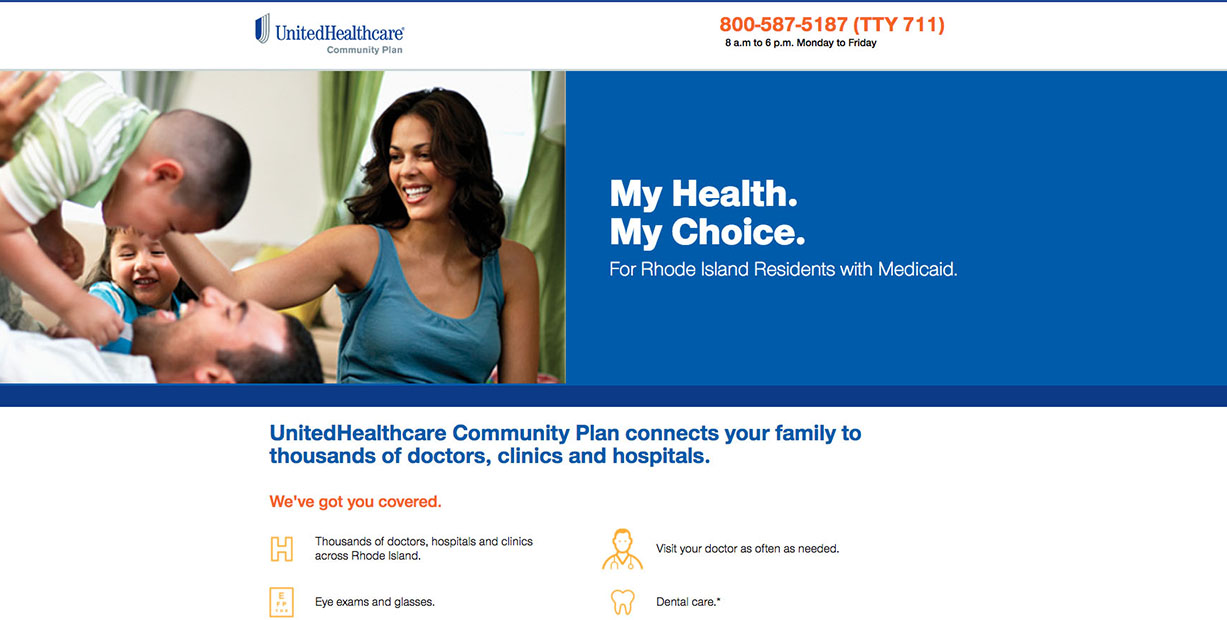 UnitedHealthcare®
Community Plan
800-587-5187 (TTY 711)
8 a.m to 6 p.m. Monday to Friday
My Health.
My Choice.
For Rhode Island Residents with Medicaid.
UnitedHealthcare Community Plan connects your family to
thousands of doctors, clinics and hospitals.
We've got you covered.
H
Thousands of doctors, hospitals and clinics
across Rhode Island.
Visit your doctor as often as needed.
E
F P
Eye exams and glasses.
Dental care.*